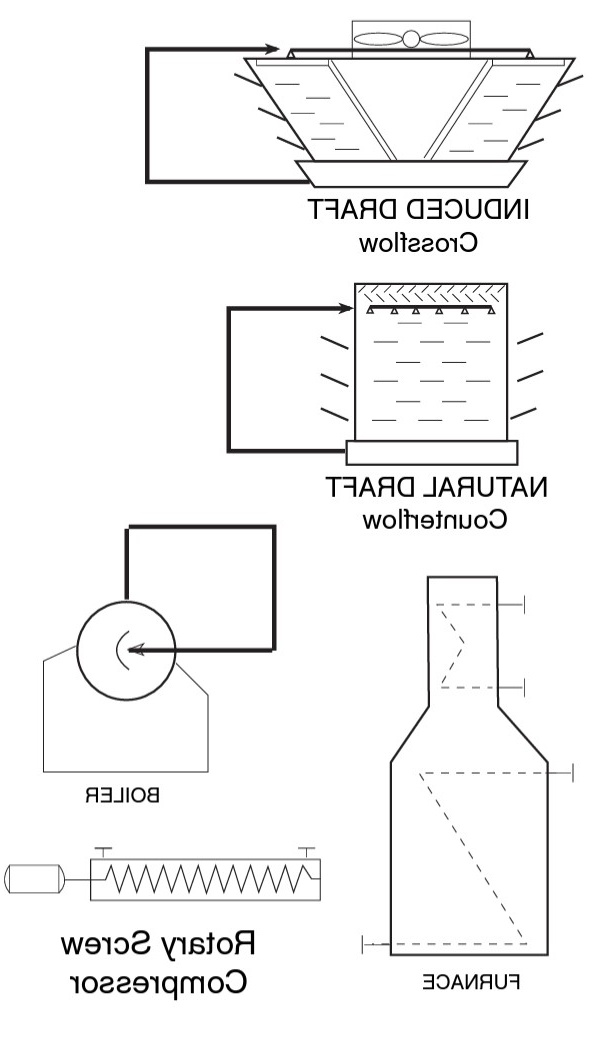 INDUCED DRAFT
Crossflow
NATURAL DRAFT
Counterflow
BOILER
Rotary Screw
Compressor
FURNACE